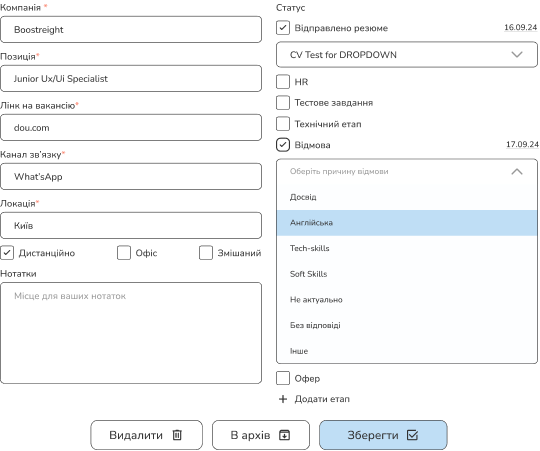 Компанія *
Boostreight
Позиція*
Junior Ux/Ui Specialist
Лінк на вакансію*
dou.com
Канал зв'язку*
What'sApp
Локація*
Київ
Дистанційно Офіс Змішаний
Нотатки
Місце для ваших нотаток
Статус
Відправлено резюме 16.09.24
CV Test for DROPDOWN
HR
Тестове завдання
Технічний етап
Відмова 17.09.24
Оберіть причину відмови
Досвід
Англійська
Tech-skills
Soft Skills
Не актуально
Без відповіді
Інше
Офер
+ Додати етап
Видалити В архів Зберегти